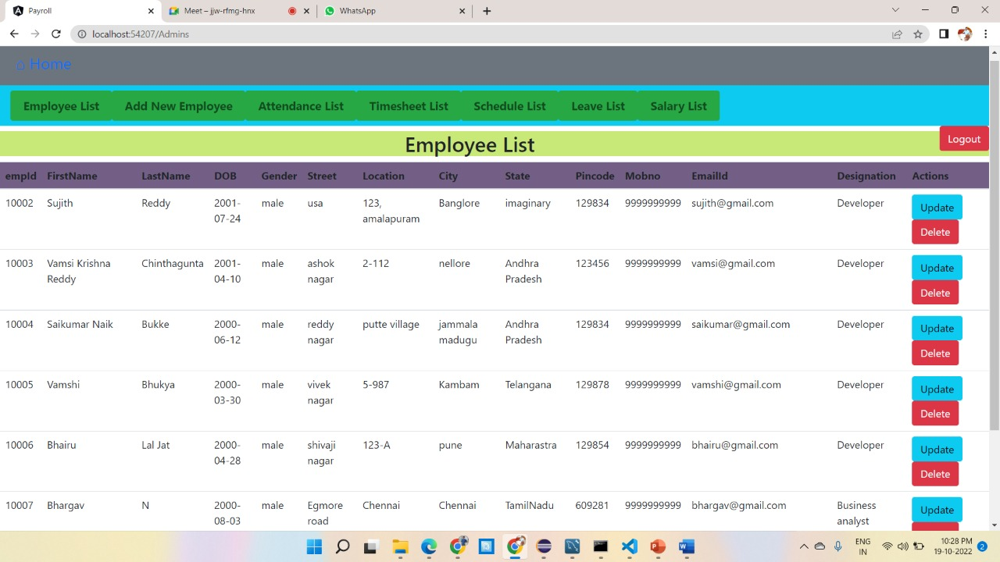 Payroll
Meet – jjw-rfmg-hnx
WhatsApp
localhost:54207/Admins
Home
Employee List Add New Employee Attendance List Timesheet List Schedule List Leave List Salary List
Logout
Employee List
empId FirstName LastName DOB Gender Street Location City State Pincode Mobno EmailId Designation Actions
10002 Sujith Reddy 2001- male usa 123, Banglore imaginary 129834 9999999999 sujith@gmail.com Developer Update
07-24 amalapuram
Delete
10003 Vamsi Krishna Chinthagunta 2001- male ashok 2-112 nellore Andhra 123456 9999999999 vamsi@gmail.com Developer Update
Reddy 04-10 nagar Pradesh
Delete
10004 Saikumar Naik Bukke 2000- male reddy putte village jammala Andhra 129834 9999999999 saikumar@gmail.com Developer Update
06-12 nagar madugu Pradesh
Delete
10005 Vamshi Bhukya 2000- male vivek 5-987 Kambam Telangana 129878 9999999999 vamshi@gmail.com Developer Update
03-30 nagar
Delete
10006 Bhairu Lal Jat 2000- male shivaji 123-A pune Maharastra 129854 9999999999 bhairu@gmail.com Developer Update
04-28 nagar
Delete
10007 Bhargav N 2000- male Egmore Chennai Chennai TamilNadu 609281 9999999999 bhargav@gmail.com Business Update
08-03 road analyst
ENG 10:28 PM
IN 19-10-2022 2